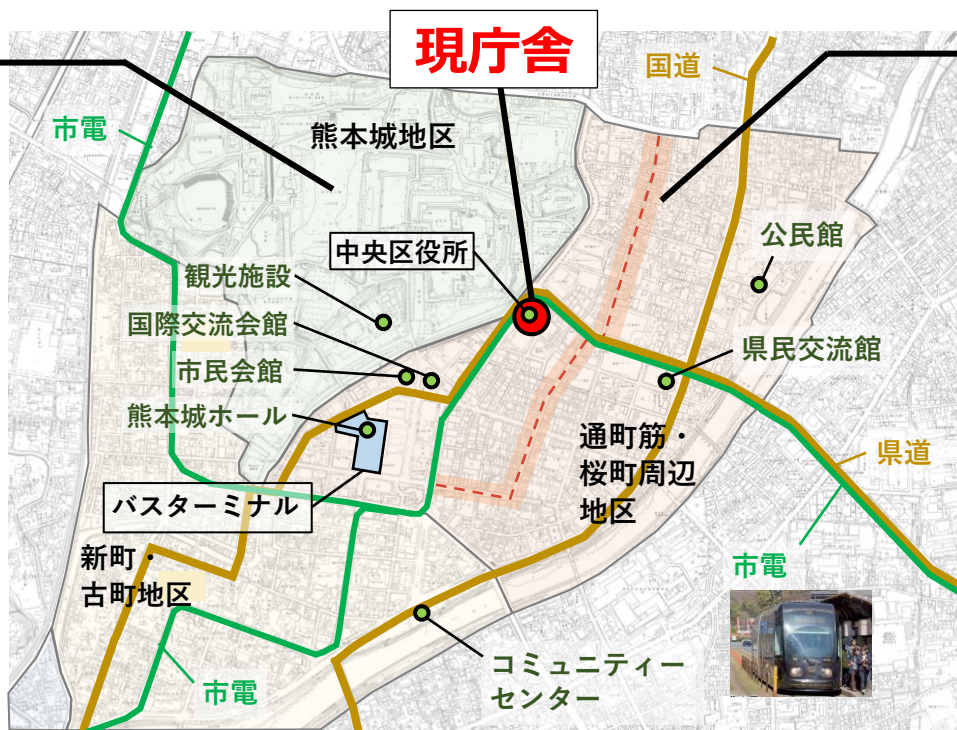 現庁舎
国道
市電
熊本城地区
中央区役所
公民館
観光施設
国際交流会館
県民交流館
市民会館
熊本城ホール
通町筋・
桜町周辺
地区
県道
バスターミナル
新町・
古町地区
市電
コミュニティー
センター
市電